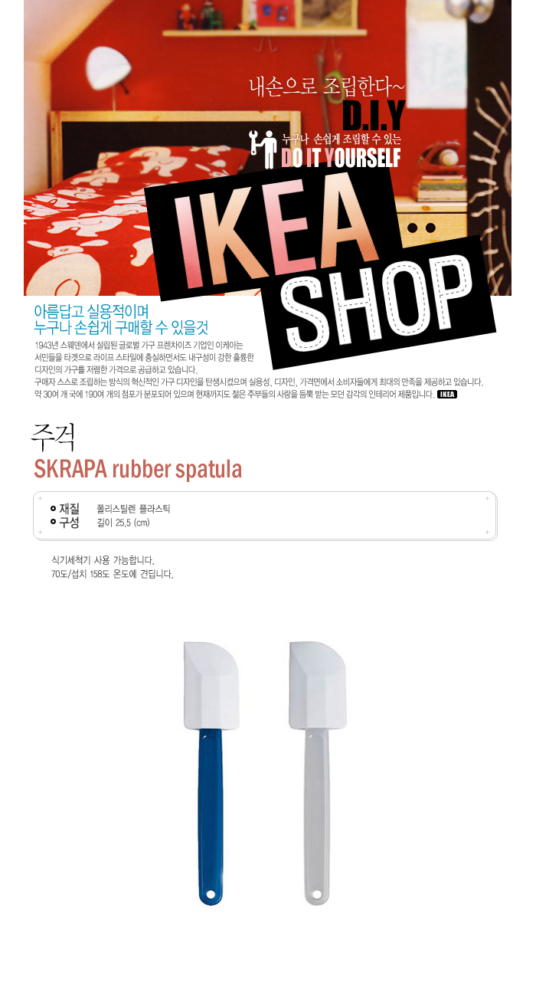 내손으로 조립한다~
D.I.Y
누구나 손쉽게 조립할 수 있는
DO IT YOURSELF
IKEA
SHOP
아름답고 실용적이며
누구나 손쉽게 구매할 수 있을것
1943년 스웨덴에서 설립된 글로벌 가구 프렌차이즈 기업인 이케아는
서민들을 타겟으로 라이프 스타일에 충실하면서도 내구성이 강한 훌륭한
디자인의 가구를 저렴한 가격으로 공급하고 있습니다.
구매자 스스로 조립하는 방식의 혁신적인 가구 디자인을 탄생시켰으며 실용성, 디자인, 가격면에서 소비자들에게 최대의 만족을 제공하고 있습니다.
약 30여 개 국에 190여 개의 점포가 분포되어 있으며 현재까지도 젊은 주부들의 사랑을 듬뿍 받는 모던 감각의 인테리어 제품입니다. IKEA
주걱
SKRAPA rubber spatula
재질 폴리스틸렌 플라스틱
구성 길이 25.5 (cm)
식기세척기 사용 가능합니다.
70도/섭치 158도 온도에 견딥니다.